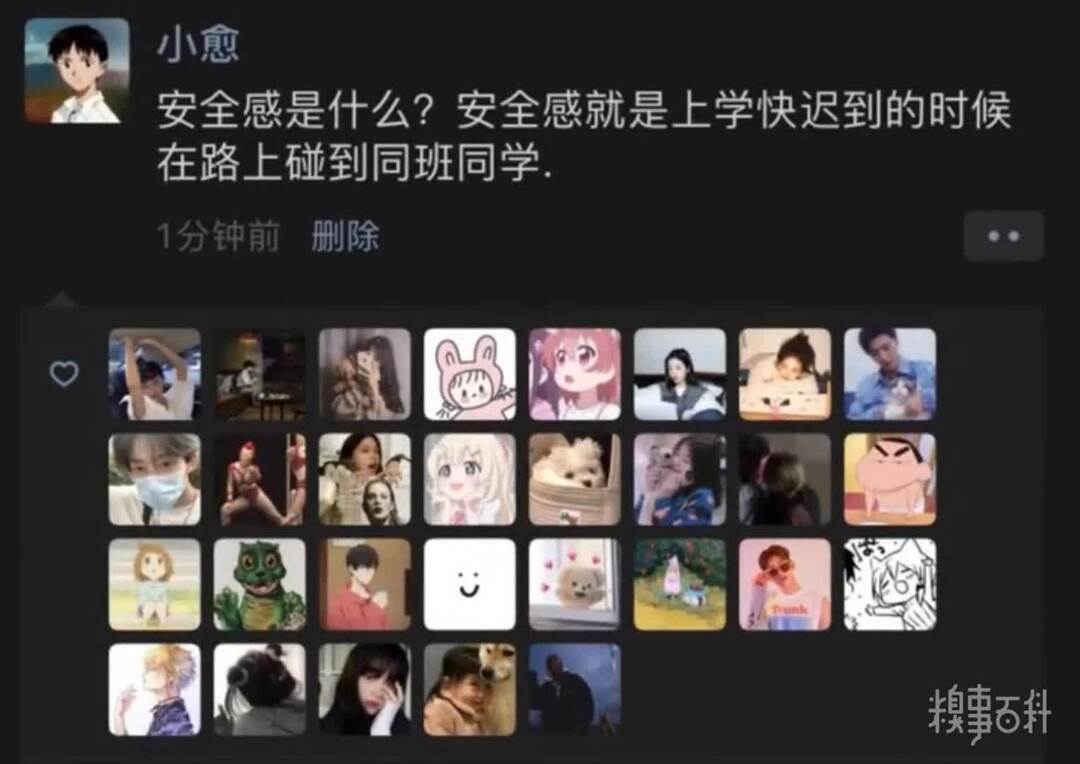 小愈
安全感是什么？安全感就是上学快迟到的时候
在路上碰到同班同学.
1分钟前 删除
Trunk
糗事百科